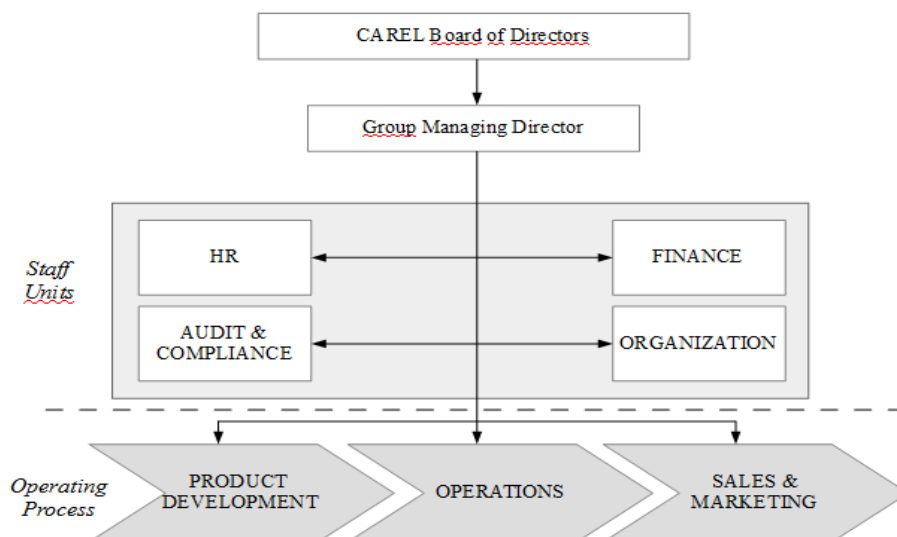 CAREL Board of Directors
Group Managing Director
Staff
Units
HR
FINANCE
AUDIT &
COMPLIANCE
ORGANIZATION
Operating
Process
PRODUCT
DEVELOPMENT
OPERATIONS
SALES &
MARKETING